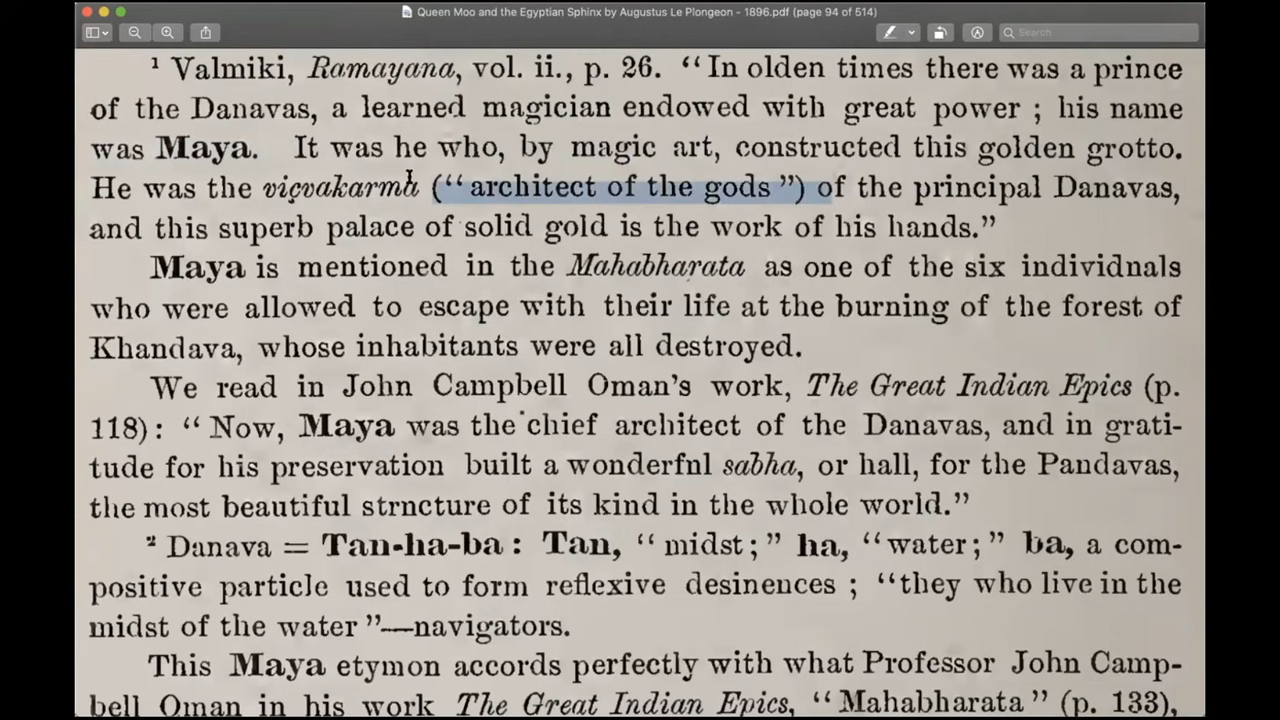 Queen Moo and the Egyptian Sphinx by Augustus Le Plongeon - 1896.pdf (page 94 of 514)
Search
¹ Valmiki, Ramayana, vol. ii., p. 26. “In olden times there was a prince
of the Danavas, a learned magician endowed with great power ; his name
was Maya. It was he who, by magic art, constructed this golden grotto.
He was the viçvakarma (“architect of the gods”) of the principal Danavas,
and this superb palace of solid gold is the work of his hands.”
Maya is mentioned in the Mahabharata as one of the six individnals
who were allowed to escape with their life at the burning of the forest of
Khandava, whose inhabitants were all destroyed.
We read in John Campbell Oman’s work, The Great Indian Epics (p.
118): “Now, Maya was the chief architect of the Danavas, and in grati-
tude for his preservation built a wonderfnl sabha, or hall, for the Pandavas,
the most beautiful strncture of its kind in the whole world.”
² Danava = Tan-ha-ba: Tan, “midst;” ha, “water;” ba, a com-
positive particle used to form reflexive desinences ; “they who live in the
midst of the water”—navigators.
This Maya etymon accords perfectly with what Professor John Camp-
bell Oman in his work The Great Indian Epics, “Mahabharata” (p. 133),